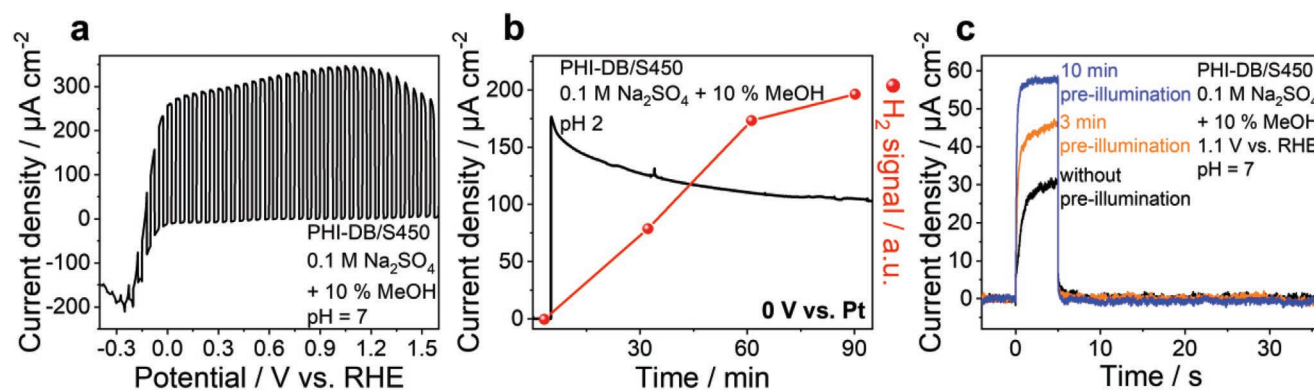 a
Current density / µA cm⁻²
300
200
100
0
-100
-200
PHI-DB/S450
0.1 M Na₂SO₄
+ 10 % MeOH
pH = 7
-0.3 0.0 0.3 0.6 0.9 1.2 1.5
Potential / V vs. RHE
b
Current density / µA cm⁻²
200
150
100
50
0
PHI-DB/S450
0.1 M Na₂SO₄ + 10 % MeOH
pH 2
H₂ signal / a.u.
0 V vs. Pt
30 60 90
Time / min
c
Current density / µA cm⁻²
60
50
40
30
20
10
0
10 min
pre-illumination
3 min
pre-illumination
without
pre-illumination
PHI-DB/S450
0.1 M Na₂SO₄
+ 10 % MeOH
1.1 V vs. RHE
pH = 7
0 10 20 30
Time / s